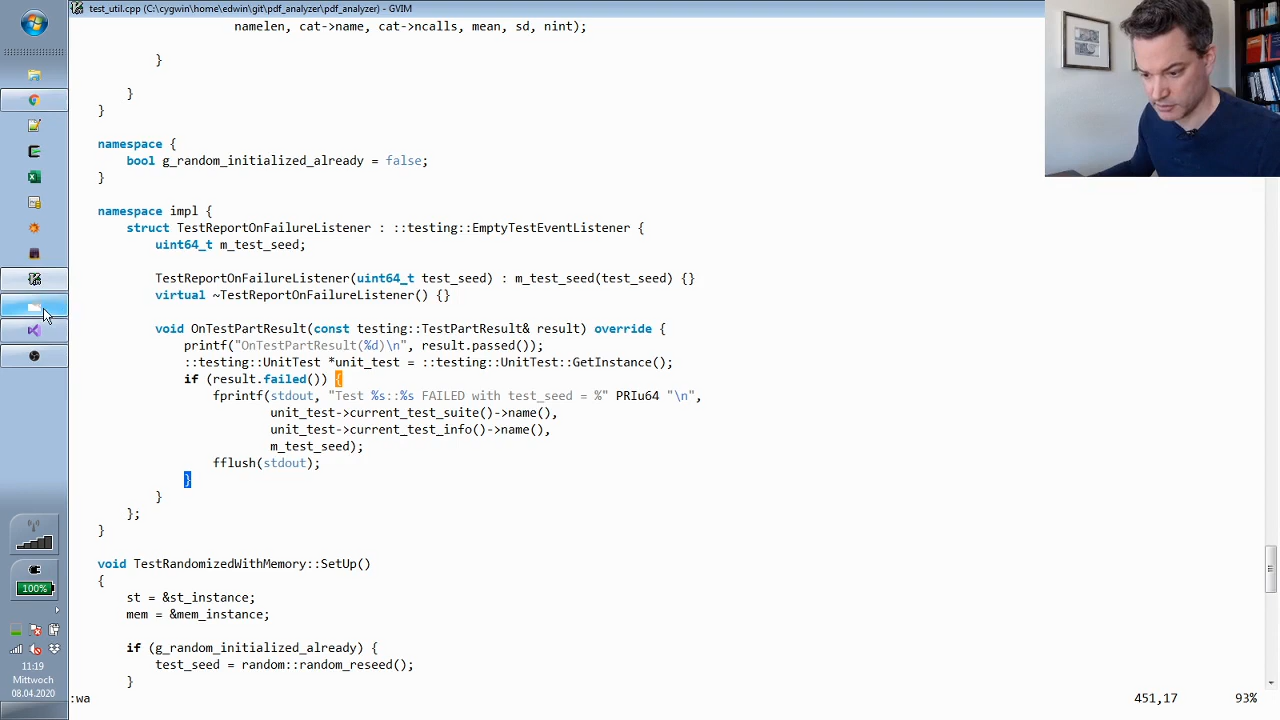 test_util.cpp (C:\cygwin\home\edwin\git\pdf_analyzer\pdf_analyzer) - GVIM
namelen, cat->name, cat->ncalls, mean, sd, nint);
}
}
}
namespace {
bool g_random_initialized_already = false;
}
namespace impl {
struct TestReportOnFailureListener : ::testing::EmptyTestEventListener {
uint64_t m_test_seed;
TestReportOnFailureListener(uint64_t test_seed) : m_test_seed(test_seed) {}
virtual ~TestReportOnFailureListener() {}
void OnTestPartResult(const testing::TestPartResult& result) override {
printf("OnTestPartResult(%d)\n", result.passed());
::testing::UnitTest *unit_test = ::testing::UnitTest::GetInstance();
if (result.failed()) {
fprintf(stdout, "Test %s::%s FAILED with test_seed = %" PRIu64 "\n",
unit_test->current_test_suite()->name(),
unit_test->current_test_info()->name(),
m_test_seed);
fflush(stdout);
}
}
};
}
void TestRandomizedWithMemory::SetUp()
{
st = &st_instance;
mem = &mem_instance;
if (g_random_initialized_already) {
test_seed = random::random_reseed();
}
:wa
451,17
93%
100%
11:19
Mittwoch
08.04.2020